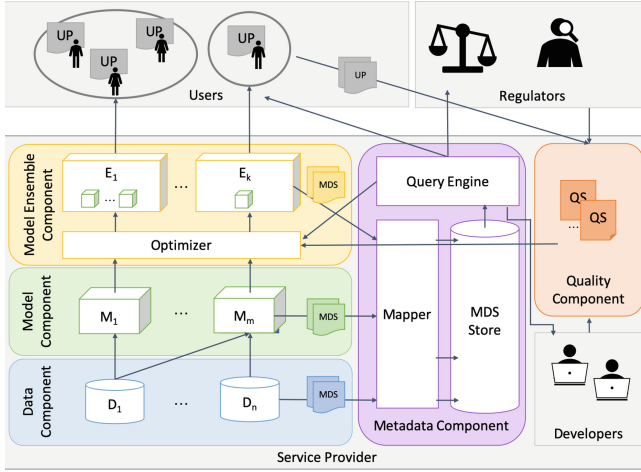 UP
UP
UP
UP
UP
Users
Regulators
Model Ensemble
Component
E1
...
Ek
...
MDS
Optimizer
Query Engine
QS
...
QS
Quality
Component
Model
Component
M1
...
Mm
MDS
Mapper
MDS
Store
Data
Component
D1
...
Dn
MDS
Metadata Component
Developers
Service Provider